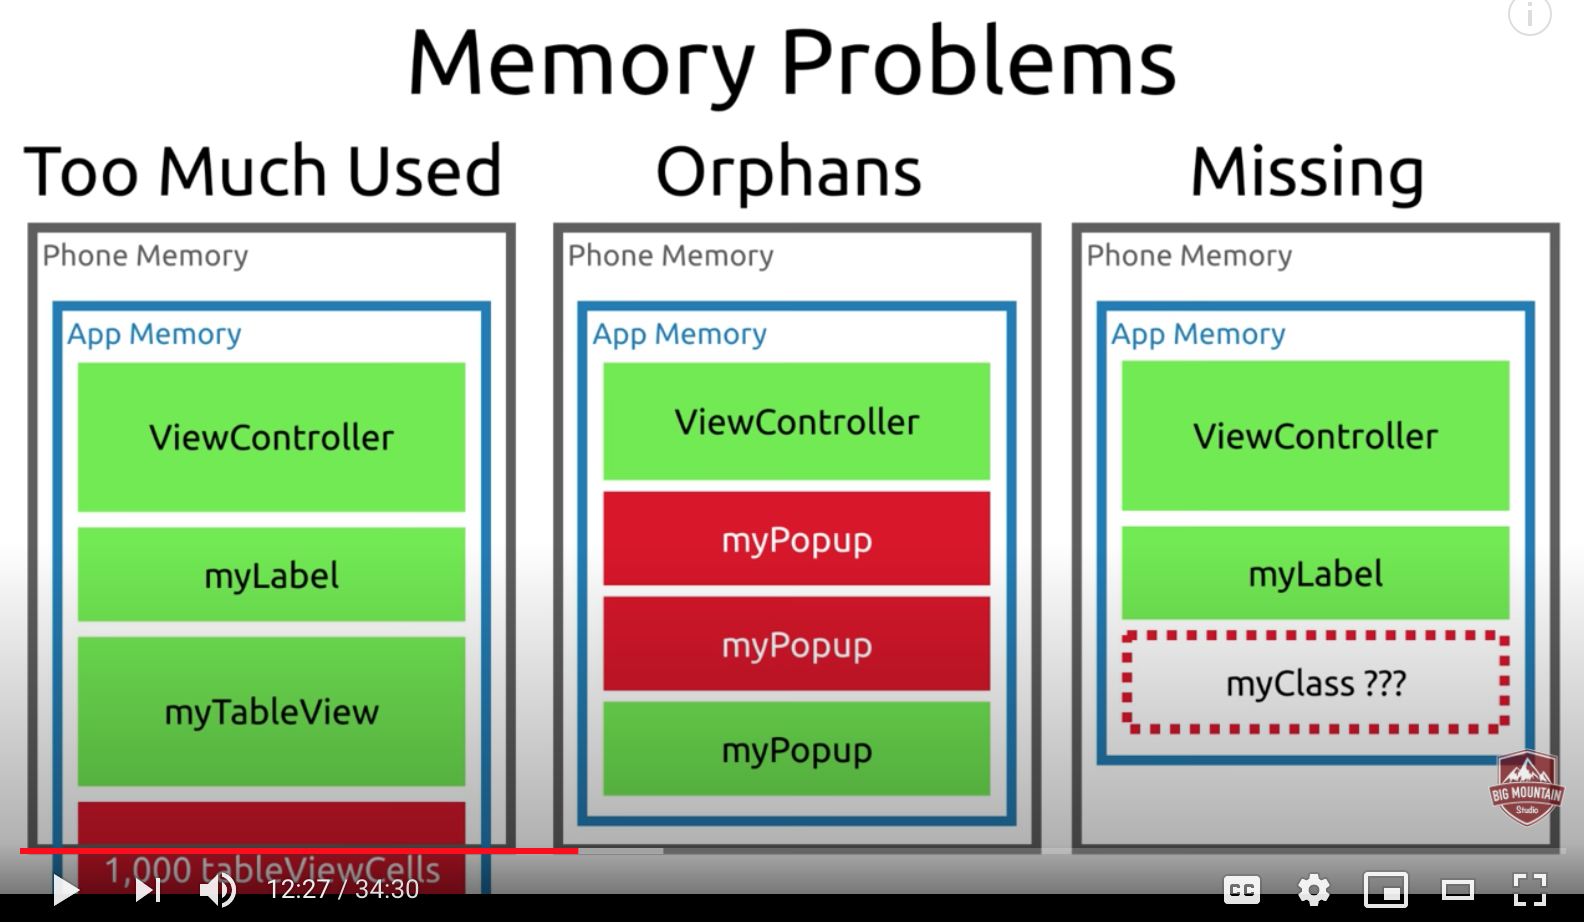 Memory Problems
Too Much Used
Phone Memory
App Memory
ViewController
myLabel
myTableView
1,000 tableViewCells
Orphans
Phone Memory
App Memory
ViewController
myPopup
myPopup
myPopup
Missing
Phone Memory
App Memory
ViewController
myLabel
myClass ???
BIG MOUNTAIN
Studio
12:27 / 34:30
CC
i